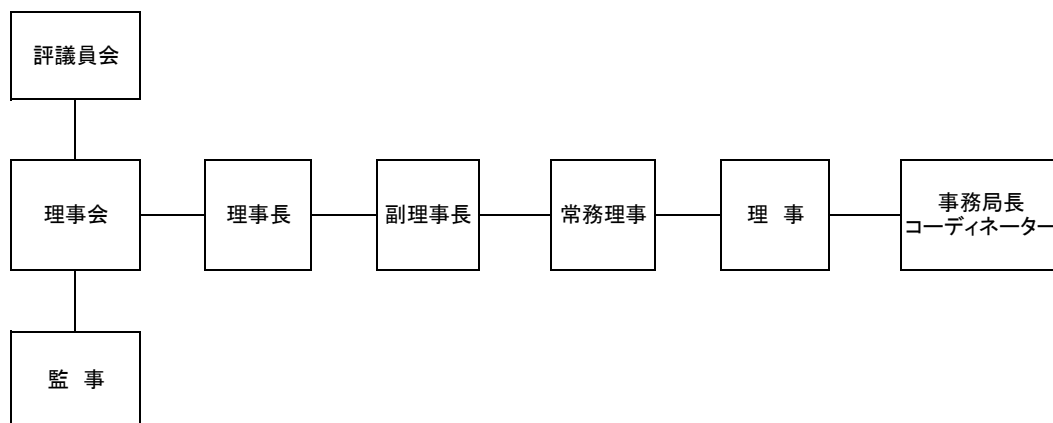 評議員会
理事会
理事長
副理事長
常務理事
理　事
事務局長
コーディネーター
監　事